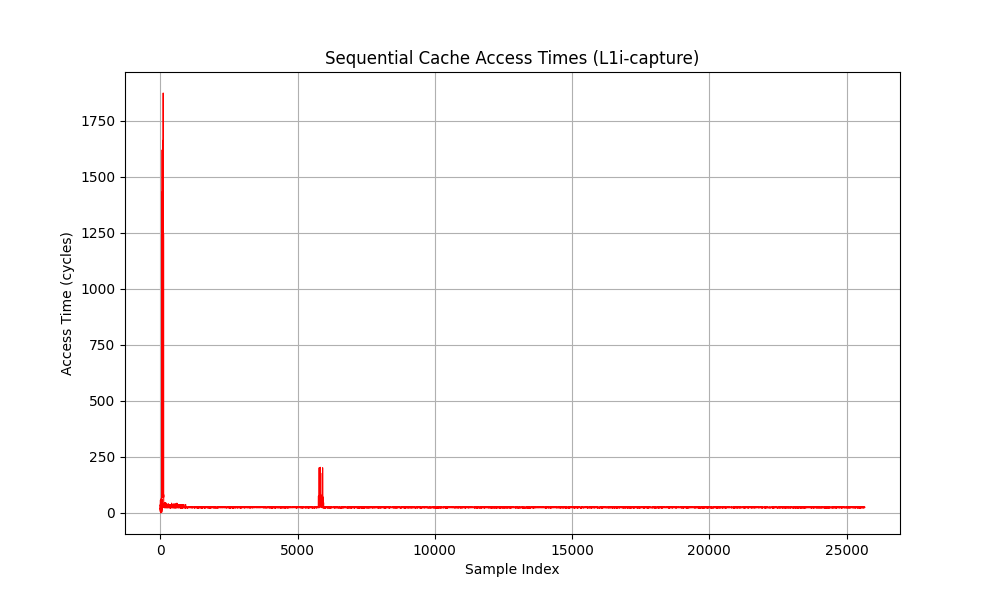 Sequential Cache Access Times (L1i-capture)
1750
1500
1250
1000
750
500
250
0
Access Time (cycles)
0 5000 10000 15000 20000 25000
Sample Index